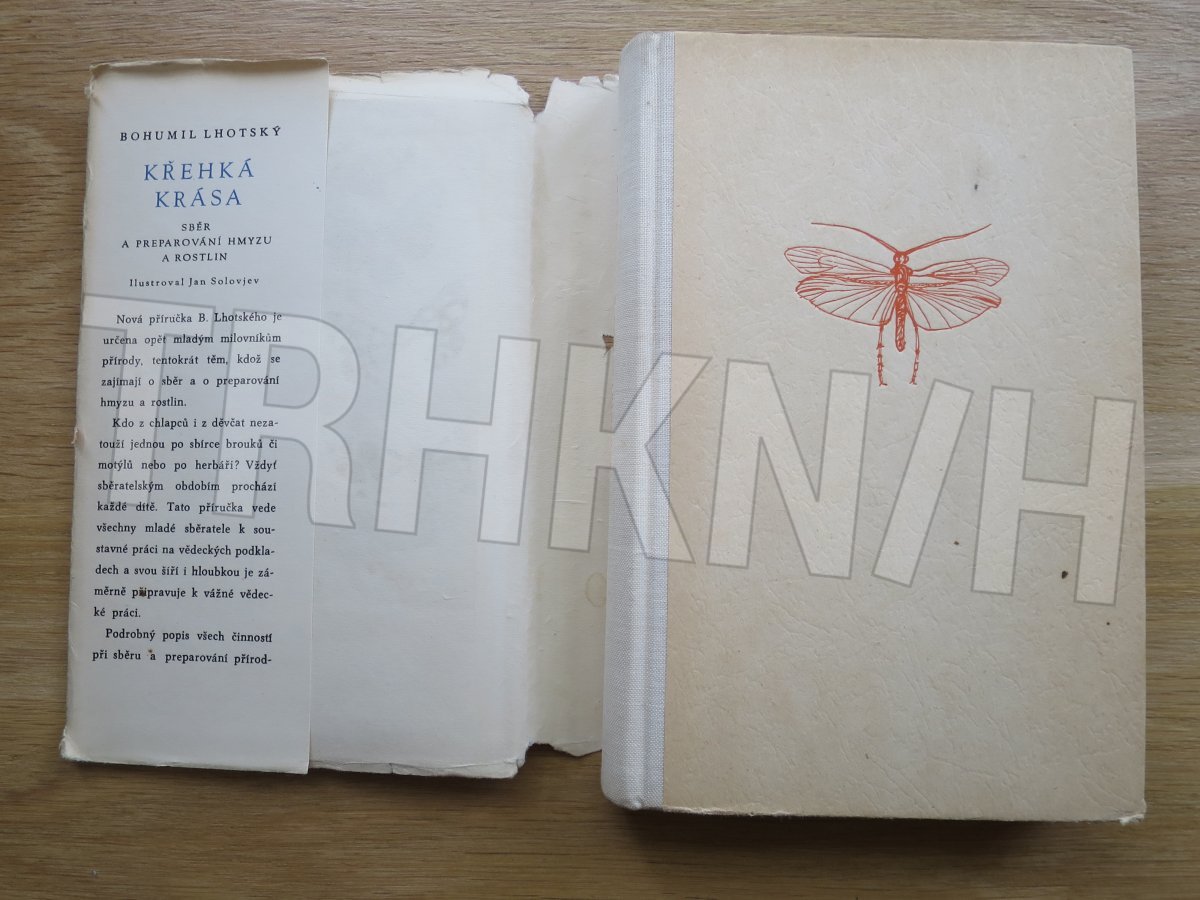 BOHUMIL LHOTSKÝ
KŘEHKÁ
KRÁSA
SBĚR
A PREPAROVÁNÍ HMYZU
A ROSTLIN
Ilustroval Jan Solovjev
Nová příručka B. Lhotského je
určena opět mladým milovníkům
přírody, tentokrát těm, kdož se
zajímají o sběr a o preparování
hmyzu a rostlin.
Kdo z chlapců i z děvčat neza-
touží jednou po sbírce brouků či
motýlů nebo po herbáři? Vždyť
sběratelským obdobím prochází
každé dítě. Tato příručka vede
všechny mladé sběratele k sou-
stavné práci na vědeckých podkla-
dech a svou šíří i hloubkou je zá-
měrně připravuje k vážné vědec-
ké práci.
Podrobný popis všech činností
při sběru a preparování přírod-
TRHKNIH